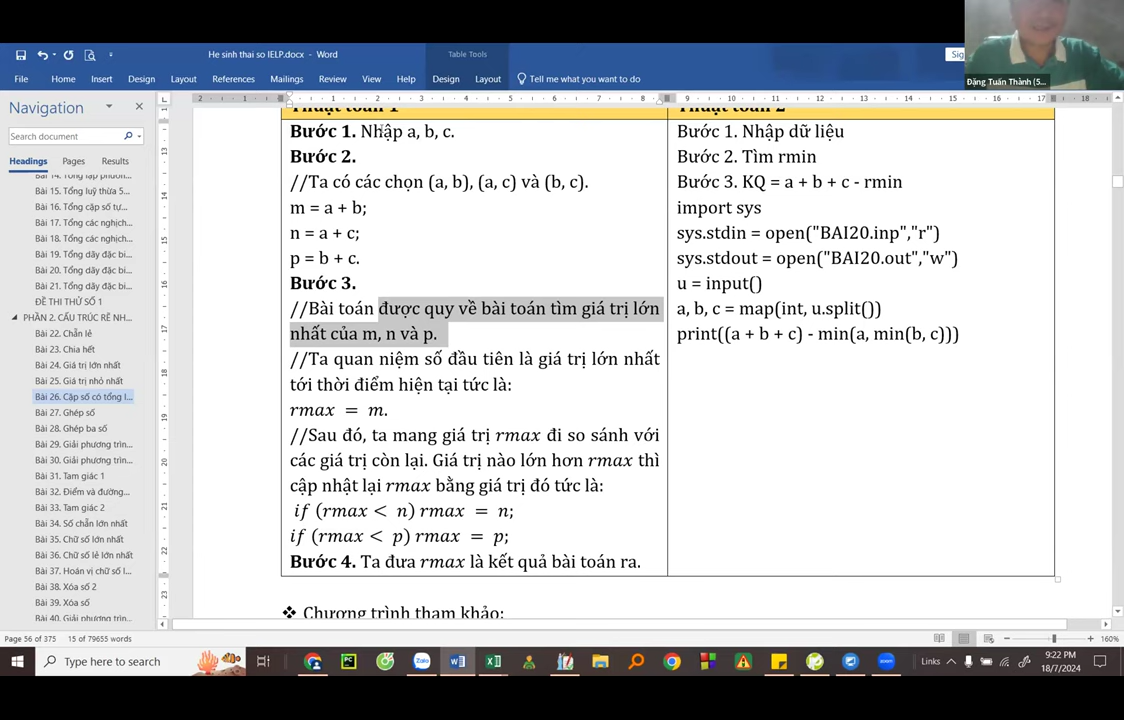 He sinh thai so IELP.docx - Word
Table Tools
Đặng Tuấn Thành (5...
File
Home
Insert
Design
Layout
References
Mailings
Review
View
Help
Design
Layout
Tell me what you want to do
Navigation
Search document
Headings
Pages
Results
Bài 15. Tổng luỹ thừa 5...
Bài 16. Tổng cặp số tự...
Bài 17. Tổng các nghịch...
Bài 18. Tổng các nghịc...
Bài 19. Tổng dãy đặc bi...
Bài 20. Tổng dãy đặc bi...
Bài 21. Tổng dãy đặc bi...
ĐỀ THI THỬ SỐ 1
PHẦN 2. CẤU TRÚC RẼ NH...
Bài 22. Chẵn lẻ
Bài 23. Chia hết
Bài 24. Giá trị lớn nhất
Bài 25. Giá trị nhỏ nhất
Bài 26. Cặp số có tổng l...
Bài 27. Ghép số
Bài 28. Ghép ba số
Bài 29. Giải phương trìn...
Bài 30. Giải phương trìn...
Bài 31. Tam giác 1
Bài 32. Điểm và đường...
Bài 33. Tam giác 2
Bài 34. Số chẵn lớn nhất
Bài 35. Chữ số lớn nhất
Bài 36. Chữ số lẻ lớn nhất
Bài 37. Hoán vị chữ số l...
Bài 38. Xóa số 2
Bài 39. Xóa số
Bài 40. Giải phương trìn...
Thuật toán 1
Bước 1. Nhập a, b, c.
Bước 2.
//Ta có các chọn (a, b), (a, c) và (b, c).
m = a + b;
n = a + c;
p = b + c.
Bước 3.
//Bài toán được quy về bài toán tìm giá trị lớn
nhất của m, n và p.
//Ta quan niệm số đầu tiên là giá trị lớn nhất
tới thời điểm hiện tại tức là:
rmax = m.
//Sau đó, ta mang giá trị rmax đi so sánh với
các giá trị còn lại. Giá trị nào lớn hơn rmax thì
cập nhật lại rmax bằng giá trị đó tức là:
if (rmax < n) rmax = n;
if (rmax < p) rmax = p;
Bước 4. Ta đưa rmax là kết quả bài toán ra.
Thuật toán 2
Bước 1. Nhập dữ liệu
Bước 2. Tìm rmin
Bước 3. KQ = a + b + c - rmin
import sys
sys.stdin = open("BAI20.inp","r")
sys.stdout = open("BAI20.out","w")
u = input()
a, b, c = map(int, u.split())
print((a + b + c) - min(a, min(b, c)))
❖ Chương trình tham khảo:
Page 56 of 375
15 of 79655 words
160%
Type here to search
Links
9:22 PM
18/7/2024